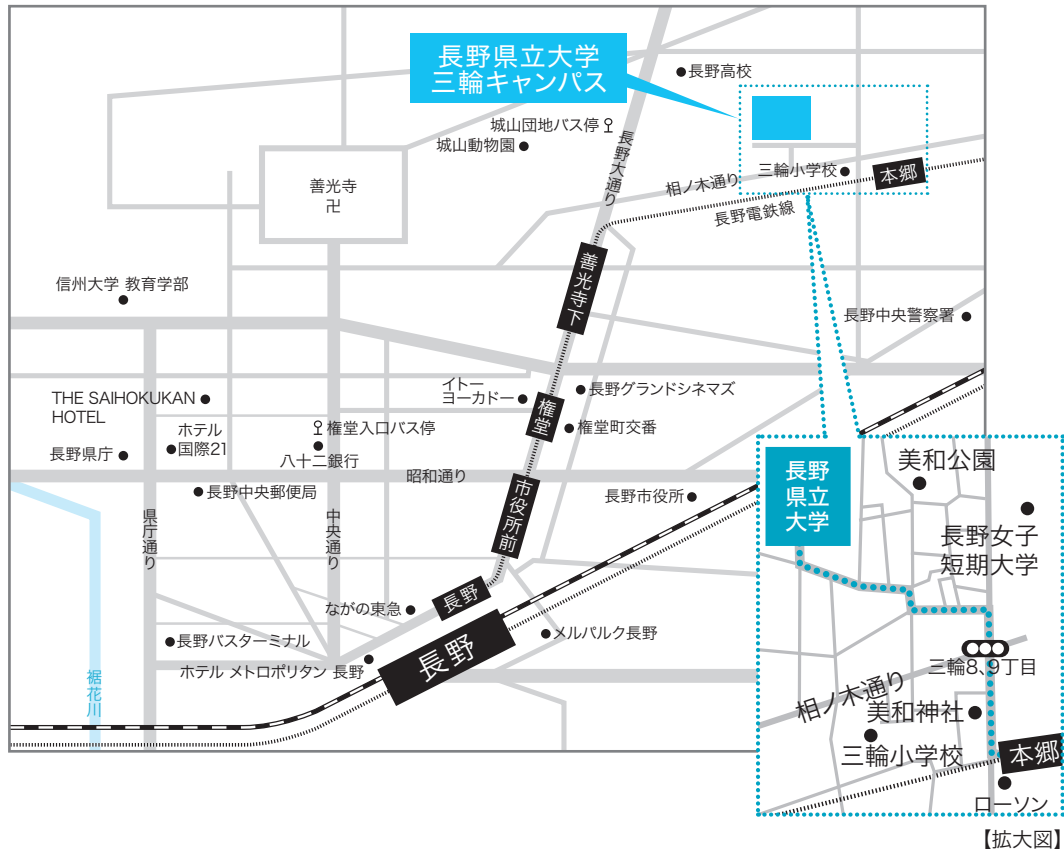 長野県立大学
三輪キャンパス
長野高校
城山団地バス停
城山動物園
長野大通り
三輪小学校
本郷
相ノ木通り
長野電鉄線
善光寺
卍
善光寺下
信州大学 教育学部
長野中央警察署
THE SAIHOKUKAN
HOTEL
イトー
ヨーカドー
長野グランドシネマズ
権堂
権堂町交番
ホテル
国際21
権堂入口バス停
八十二銀行
長野県庁
昭和通り
長野中央郵便局
市役所前
長野市役所
県庁通り
中央通り
長野
ながの東急
長野バスターミナル
ホテル メトロポリタン 長野
長野
メルパルク長野
裾花川
長野
県立
大学
美和公園
長野女子
短期大学
三輪8、9丁目
相ノ木通り
美和神社
三輪小学校
本郷
ローソン
【拡大図】